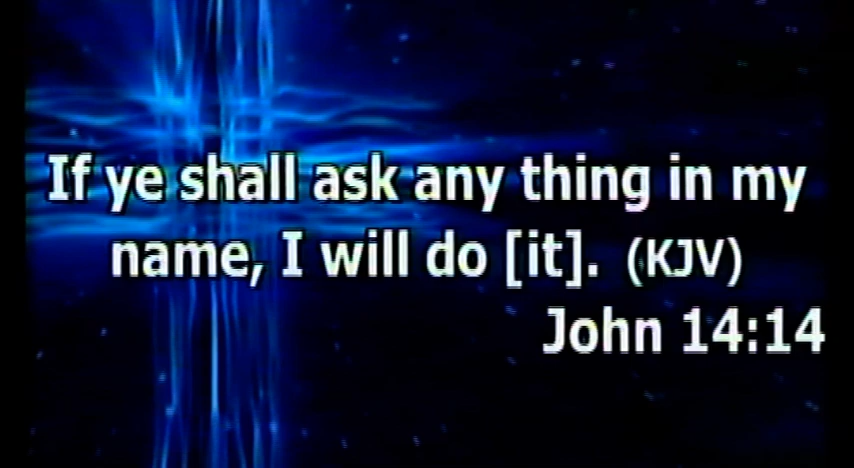 If ye shall ask any thing in my
name, I will do [it]. (KJV)
John 14:14